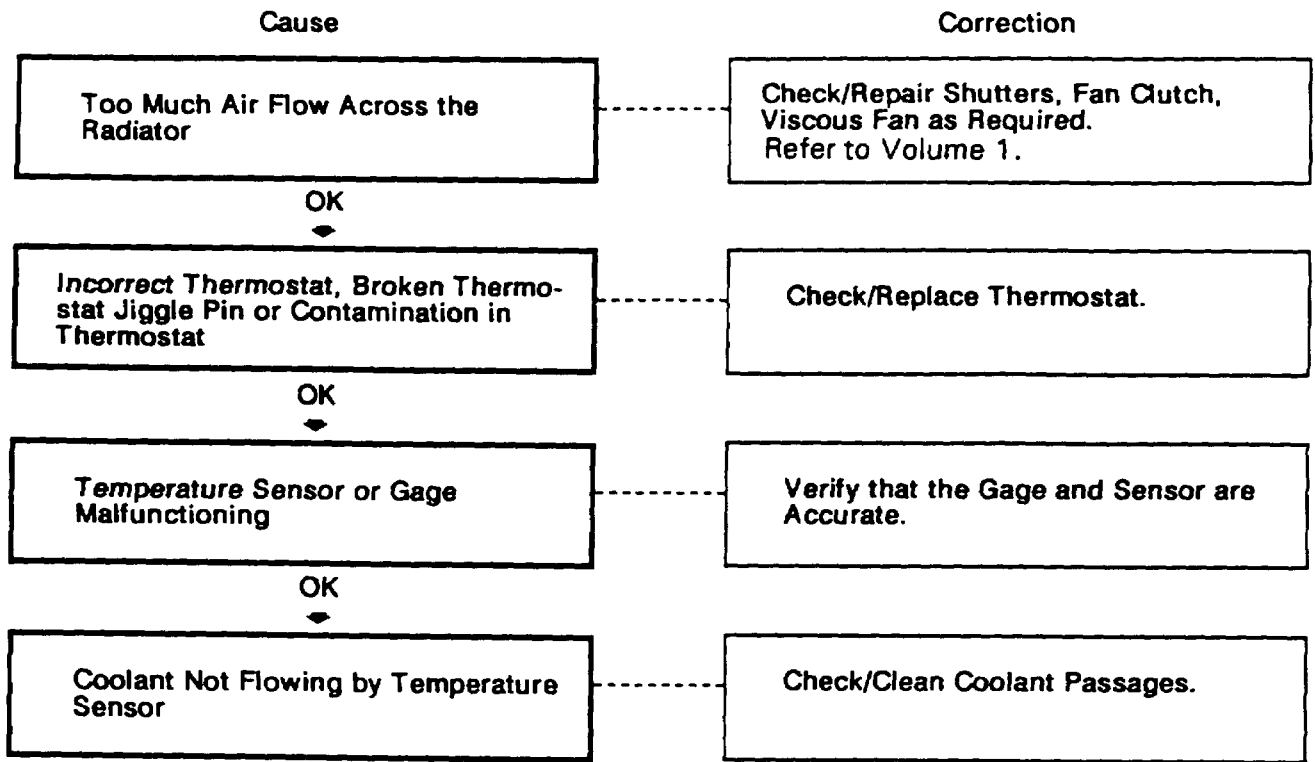 Cause
Correction
Too Much Air Flow Across the
Radiator
Check/Repair Shutters, Fan Clutch,
Viscous Fan as Required.
Refer to Volume 1.
OK
Incorrect Thermostat, Broken Thermo-
stat Jiggle Pin or Contamination in
Thermostat
Check/Replace Thermostat.
OK
Temperature Sensor or Gage
Malfunctioning
Verify that the Gage and Sensor are
Accurate.
OK
Coolant Not Flowing by Temperature
Sensor
Check/Clean Coolant Passages.